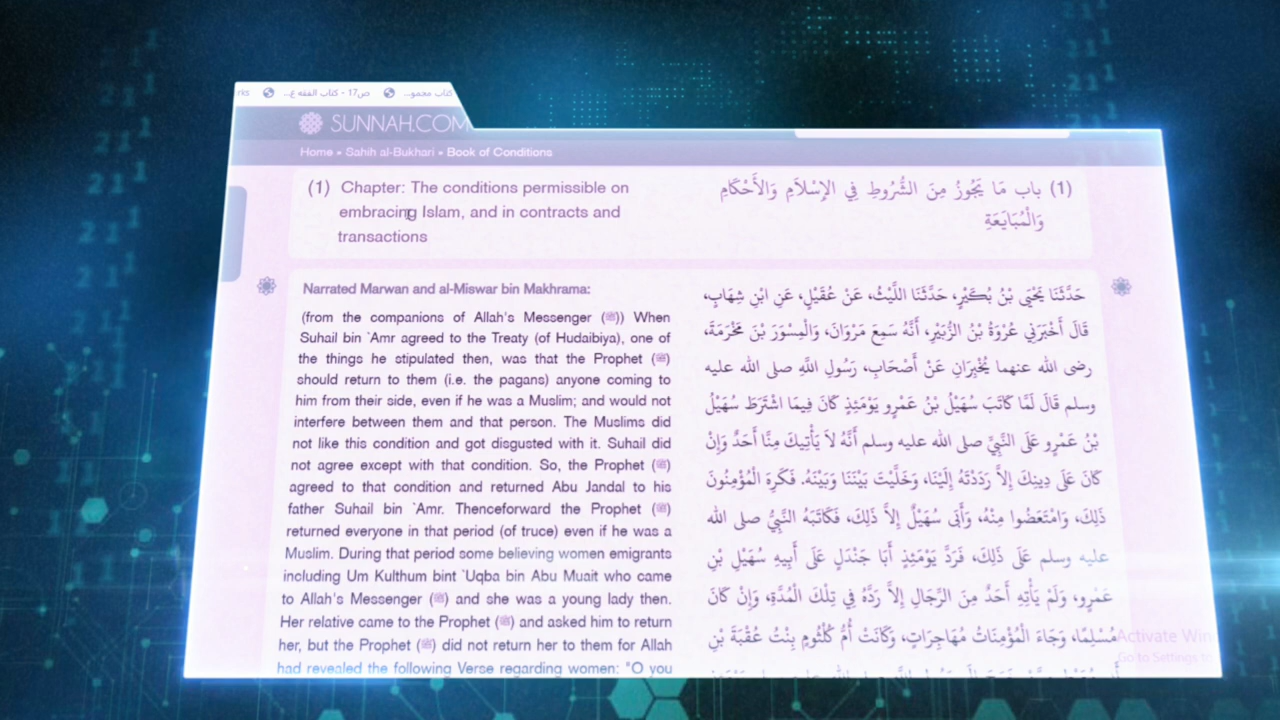 rks
ص17 - كتاب الفقه ع...
كتاب مجمو...
SUNNAH.COM
Home » Sahih al-Bukhari » Book of Conditions
(1) Chapter: The conditions permissible on
embracing Islam, and in contracts and
transactions
(1) باب مَا يَجُوزُ مِنَ الشُّرُوطِ فِي الإِسْلاَمِ وَالأَحْكَامِ
وَالْمُبَايَعَةِ
Narrated Marwan and al-Miswar bin Makhrama:
(from the companions of Allah's Messenger (ﷺ)) When
Suhail bin `Amr agreed to the Treaty (of Hudaibiya), one of
the things he stipulated then, was that the Prophet (ﷺ)
should return to them (i.e. the pagans) anyone coming to
him from their side, even if he was a Muslim; and would not
interfere between them and that person. The Muslims did
not like this condition and got disgusted with it. Suhail did
not agree except with that condition. So, the Prophet (ﷺ)
agreed to that condition and returned Abu Jandal to his
father Suhail bin `Amr. Thenceforward the Prophet (ﷺ)
returned everyone in that period (of truce) even if he was a
Muslim. During that period some believing women emigrants
including Um Kulthum bint `Uqba bin Abu Muait who came
to Allah's Messenger (ﷺ) and she was a young lady then.
Her relative came to the Prophet (ﷺ) and asked him to return
her, but the Prophet (ﷺ) did not return her to them for Allah
had revealed the following Verse regarding women: "O you
حَدَّثَنَا يَحْيَى بْنُ بُكَيْرٍ، حَدَّثَنَا اللَّيْثُ، عَنْ عُقَيْلٍ، عَنِ ابْنِ شِهَابٍ،
قَالَ أَخْبَرَنِي عُرْوَةُ بْنُ الزُّبَيْرِ، أَنَّهُ سَمِعَ مَرْوَانَ، وَالْمِسْوَرَ بْنَ مَخْرَمَةَ،
رضى الله عنهما يُخْبِرَانِ عَنْ أَصْحَابِ، رَسُولِ اللَّهِ صلى الله عليه
وسلم قَالَ لَمَّا كَاتَبَ سُهَيْلُ بْنُ عَمْرٍو يَوْمَئِذٍ كَانَ فِيمَا اشْتَرَطَ سُهَيْلُ
بْنُ عَمْرٍو عَلَى النَّبِيِّ صلى الله عليه وسلم أَنَّهُ لاَ يَأْتِيكَ مِنَّا أَحَدٌ وَإِنْ
كَانَ عَلَى دِينِكَ إِلاَّ رَدَدْتَهُ إِلَيْنَا، وَخَلَّيْتَ بَيْنَنَا وَبَيْنَهُ. فَكَرِهَ الْمُؤْمِنُونَ
ذَلِكَ، وَامْتَعَضُوا مِنْهُ، وَأَبَى سُهَيْلٌ إِلاَّ ذَلِكَ، فَكَاتَبَهُ النَّبِيُّ صلى الله
عليه وسلم عَلَى ذَلِكَ، فَرَدَّ يَوْمَئِذٍ أَبَا جَنْدَلٍ عَلَى أَبِيهِ سُهَيْلِ بْنِ
عَمْرٍو، وَلَمْ يَأْتِهِ أَحَدٌ مِنَ الرِّجَالِ إِلاَّ رَدَّهُ فِي تِلْكَ الْمُدَّةِ، وَإِنْ كَانَ
مُسْلِمًا، وَجَاءَ الْمُؤْمِنَاتُ مُهَاجِرَاتٍ، وَكَانَتْ أُمُّ كُلْثُومٍ بِنْتُ عُقْبَةَ بْنِ
Activate Win
Go to Settings to